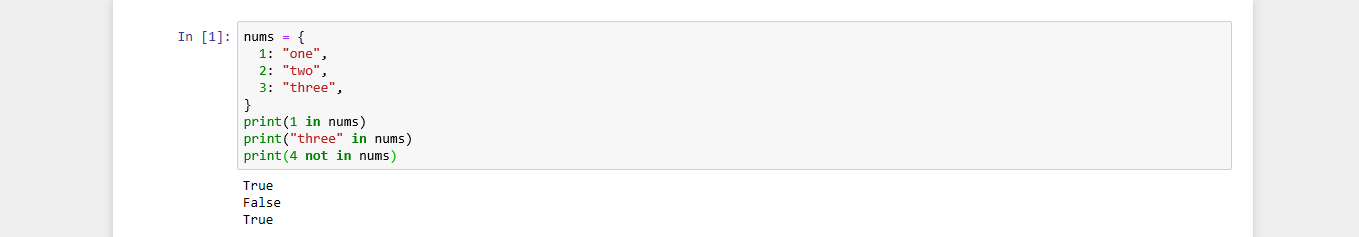 In [1]: nums = {
  1: "one",
  2: "two",
  3: "three",
}
print(1 in nums)
print("three" in nums)
print(4 not in nums)
True
False
True